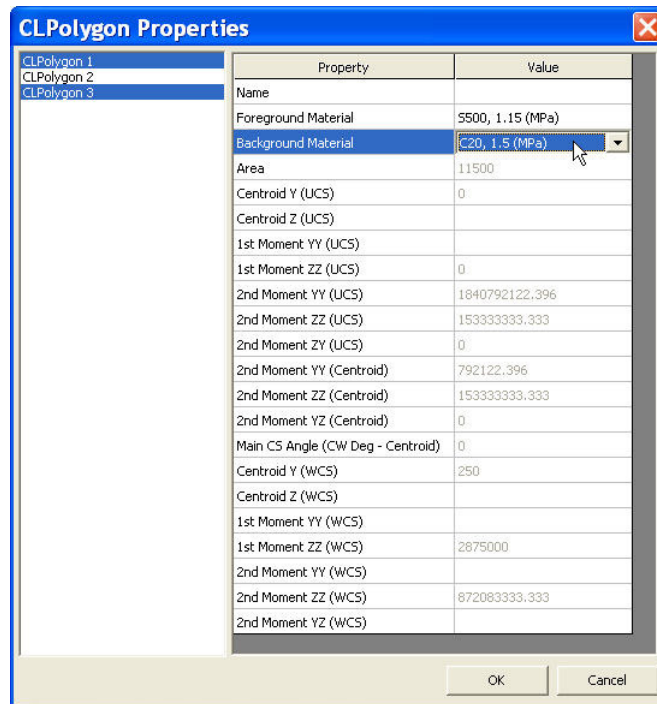 CLPolygon Properties
CLPolygon 1
CLPolygon 2
CLPolygon 3
Property Value
Name
Foreground Material S500, 1.15 (MPa)
Background Material C20, 1.5 (MPa)
Area 11500
Centroid Y (UCS) 0
Centroid Z (UCS)
1st Moment YY (UCS)
1st Moment ZZ (UCS) 0
2nd Moment YY (UCS) 1840792122.396
2nd Moment ZZ (UCS) 153333333.333
2nd Moment ZY (UCS) 0
2nd Moment YY (Centroid) 792122.396
2nd Moment ZZ (Centroid) 153333333.333
2nd Moment YZ (Centroid) 0
Main CS Angle (CW Deg - Centroid) 0
Centroid Y (WCS) 250
Centroid Z (WCS)
1st Moment YY (WCS)
1st Moment ZZ (WCS) 2875000
2nd Moment YY (WCS)
2nd Moment ZZ (WCS) 872083333.333
2nd Moment YZ (WCS)
OK Cancel